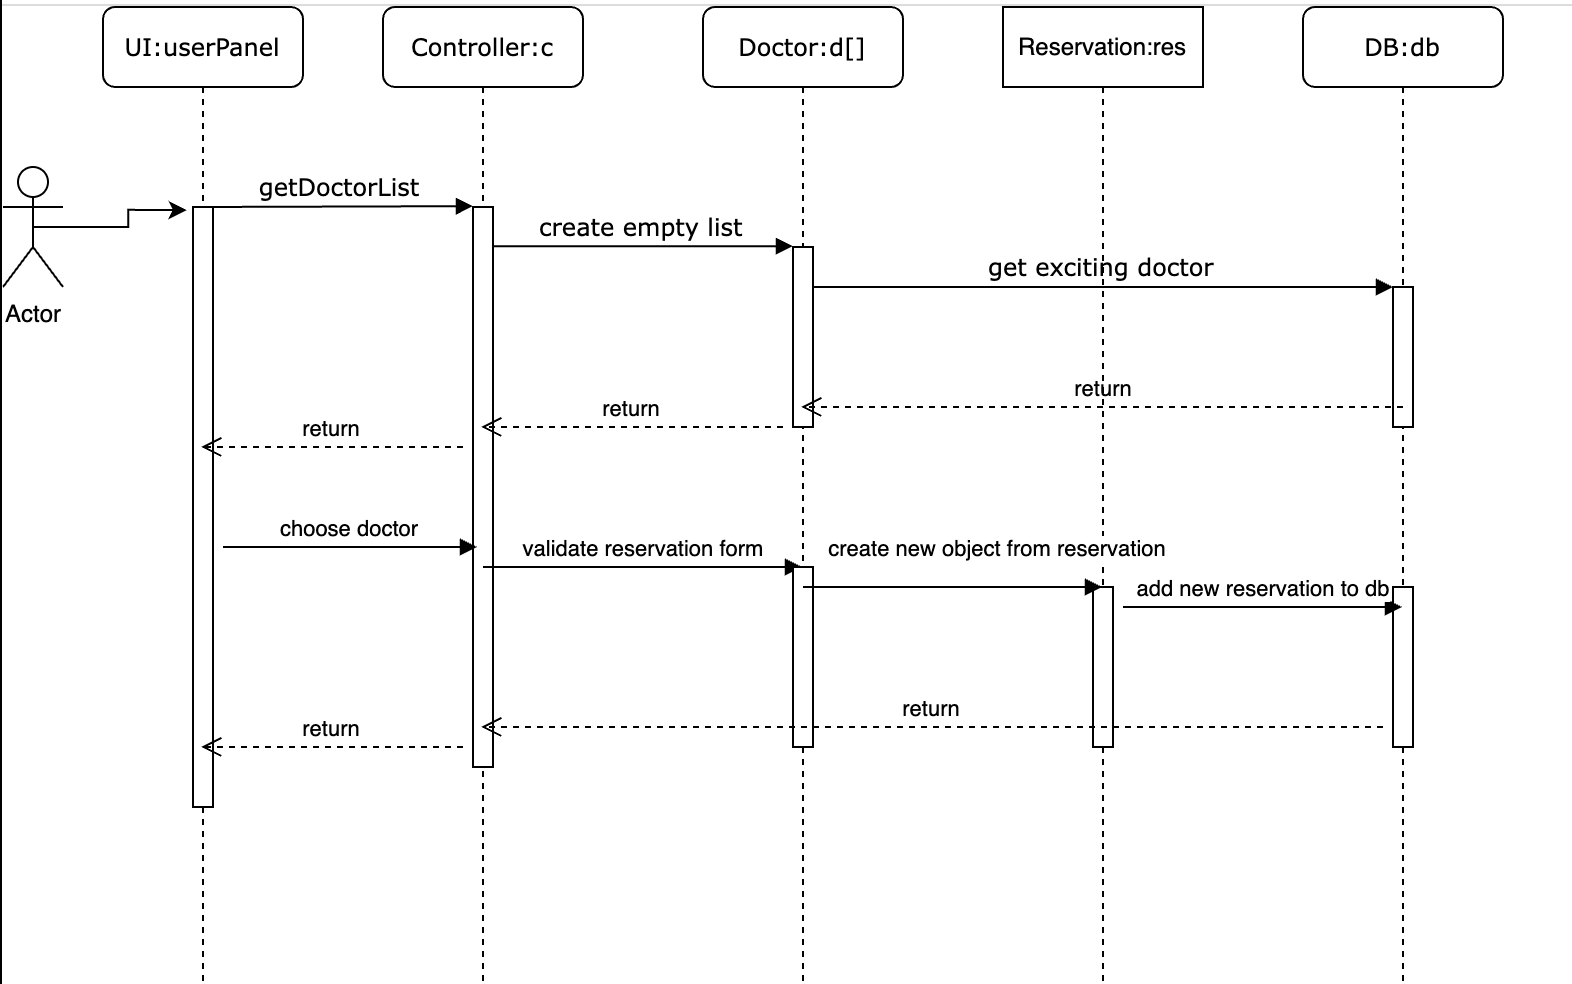 UI:userPanel
Controller:c
Doctor:d[]
Reservation:res
DB:db
getDoctorList
create empty list
get exciting doctor
Actor
return
return
return
choose doctor
validate reservation form
create new object from reservation
add new reservation to db
return
return